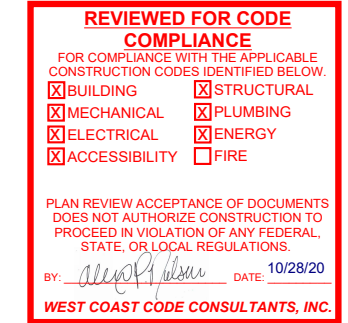 REVIEWED FOR CODE
COMPLIANCE
FOR COMPLIANCE WITH THE APPLICABLE
CONSTRUCTION CODES IDENTIFIED BELOW.
X BUILDING X STRUCTURAL
X MECHANICAL X PLUMBING
X ELECTRICAL X ENERGY
X ACCESSIBILITY FIRE
PLAN REVIEW ACCEPTANCE OF DOCUMENTS
DOES NOT AUTHORIZE CONSTRUCTION TO
PROCEED IN VIOLATION OF ANY FEDERAL,
STATE, OR LOCAL REGULATIONS.
BY: DATE: 10/28/20
WEST COAST CODE CONSULTANTS, INC.